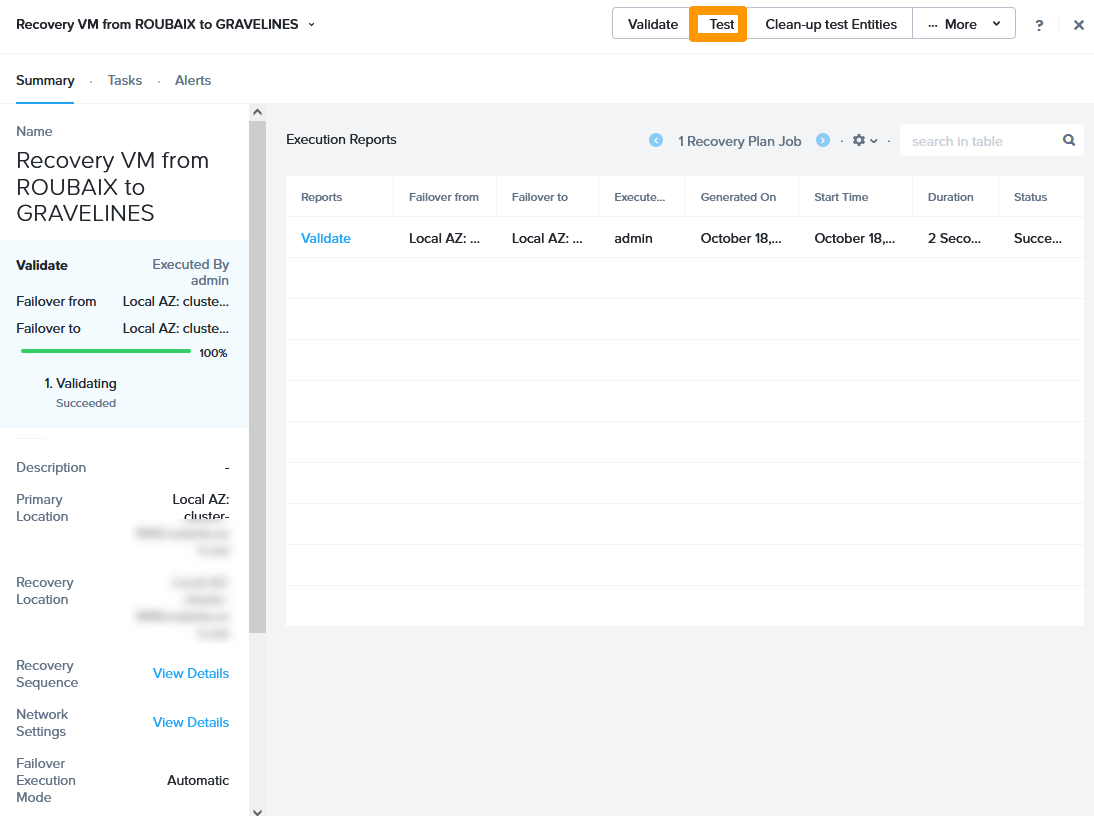 Recovery VM from ROUBAIX to GRAVELINES
Validate Test Clean-up test Entities ... More ?
Summary · Tasks · Alerts
Name
Recovery VM from
ROUBAIX to
GRAVELINES
Validate Executed By
admin
Failover from Local AZ: cluste...
Failover to Local AZ: cluste...
100%
1. Validating
Succeeded
Description -
Primary Local AZ:
Location cluster-
Recovery
Location
Recovery
Sequence View Details
Network
Settings View Details
Failover
Execution Automatic
Mode
Execution Reports 1 Recovery Plan Job · · search in table
Reports Failover from Failover to Execute... Generated On Start Time Duration Status
Validate Local AZ: ... Local AZ: ... admin October 18,... October 18,... 2 Seco... Succe...